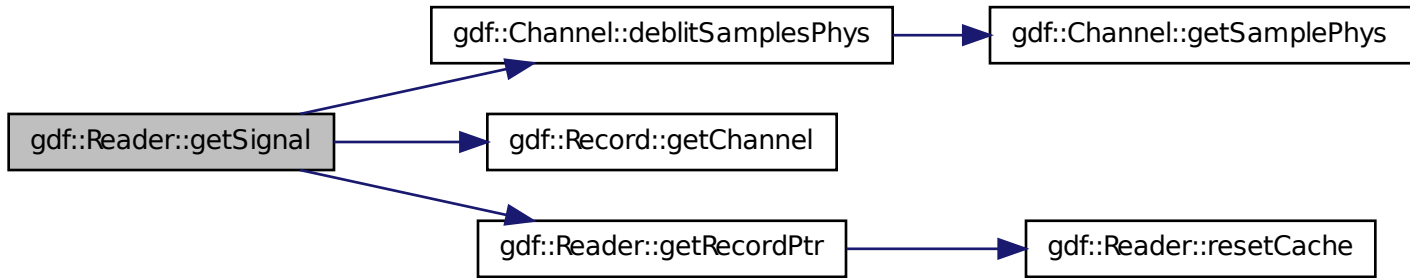 gdf::Channel::deblitSamplesPhys
gdf::Channel::getSamplePhys
gdf::Reader::getSignal
gdf::Record::getChannel
gdf::Reader::getRecordPtr
gdf::Reader::resetCache